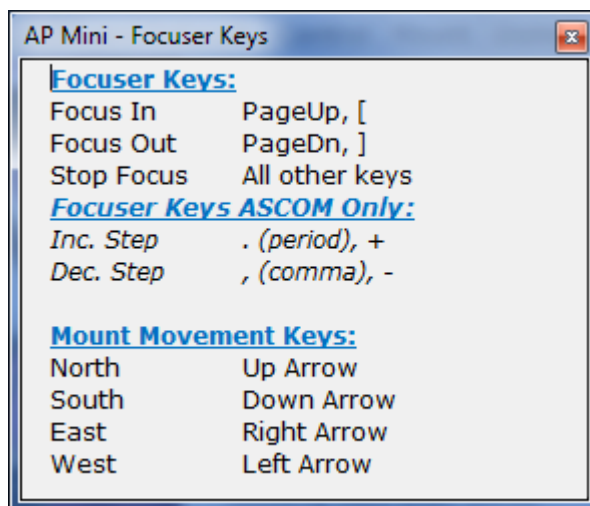 AP Mini - Focuser Keys
Focuser Keys:
Focus In PageUp, [
Focus Out PageDn, ]
Stop Focus All other keys
Focuser Keys ASCOM Only:
Inc. Step . (period), +
Dec. Step , (comma), -
Mount Movement Keys:
North Up Arrow
South Down Arrow
East Right Arrow
West Left Arrow